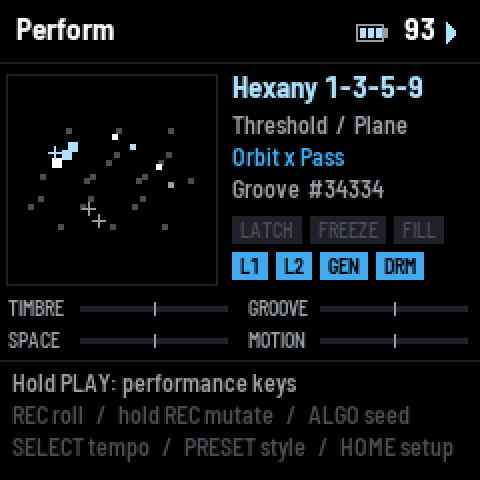 Perform 93
Hexany 1-3-5-9
Threshold / Plane
Orbit x Pass
Groove #34334
LATCH FREEZE FILL
L1 L2 GEN DRM
TIMBRE GROOVE
SPACE MOTION
Hold PLAY: performance keys
REC roll / hold REC mutate / ALGO seed
SELECT tempo / PRESET style / HOME setup